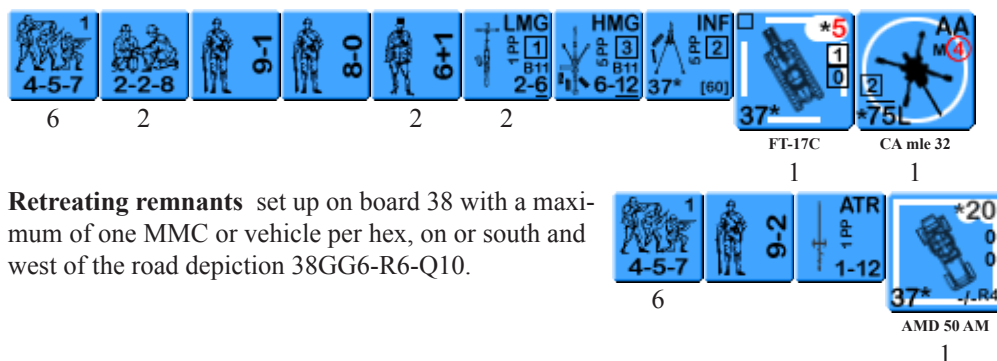 1
4-5-7
6
2-2-8
2
9-1
8-0
6+1
2
LMG
1PP
1
B11
2-6
2
HMG
5PP
3
B11
6-12
INF
5PP
2
37*
[60]
*5
1
0
37*
FT-17C
1
AA
M4
2
*75L
CA mle 32
1
Retreating remnants set up on board 38 with a maxi-
mum of one MMC or vehicle per hex, on or south and
west of the road depiction 38GG6-R6-Q10.
1
4-5-7
6
9-2
ATR
1PP
1-12
*20
0
0
37*
-/-R4
AMD 50 AM
1